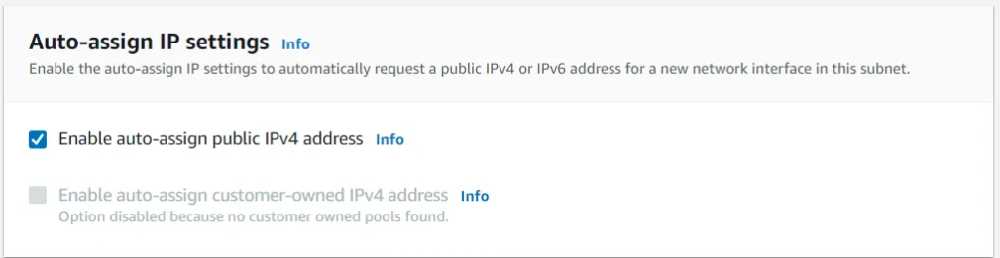 Auto-assign IP settings Info
Enable the auto-assign IP settings to automatically request a public IPv4 or IPv6 address for a new network interface in this subnet.
Enable auto-assign public IPv4 address Info
Enable auto-assign customer-owned IPv4 address Info
Option disabled because no customer owned pools found.